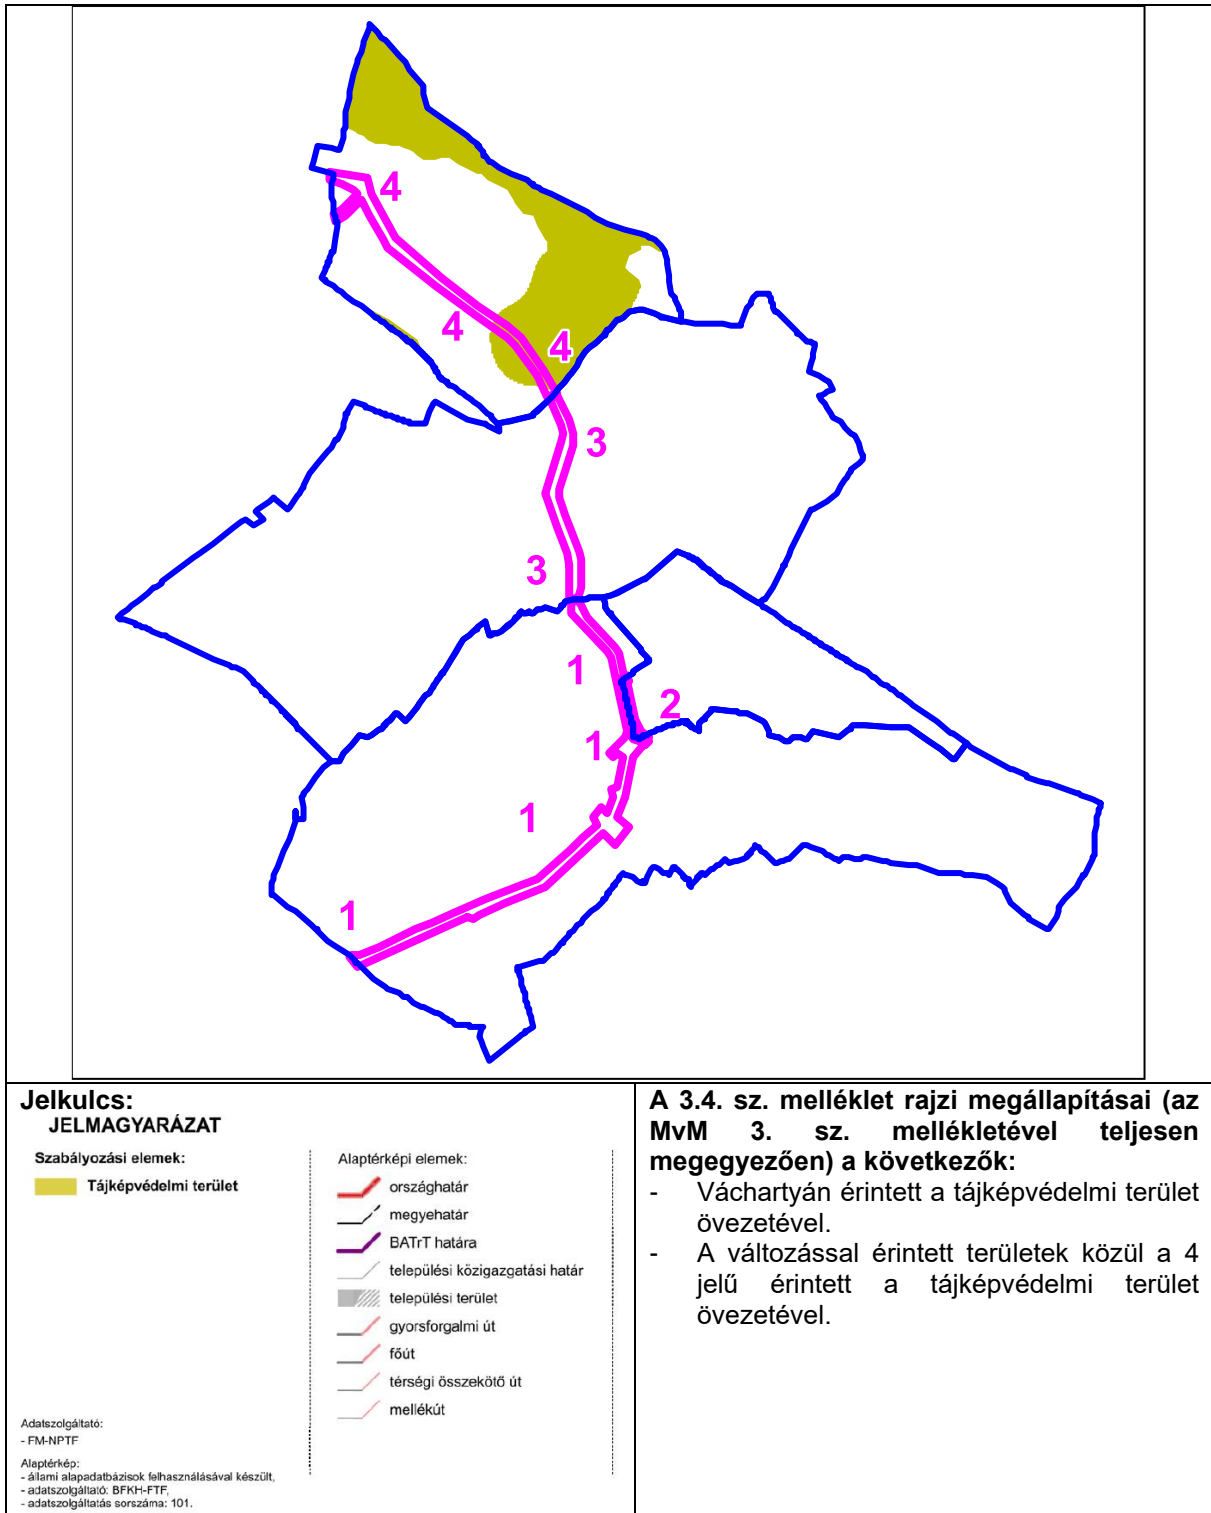 4
4
4
3
3
1
2
1
1
1
Jelkulcs:
JELMAGYARÁZAT
Szabályozási elemek:
Tájképvédelmi terület
Adatszolgáltató:
- FM-NPTF
Alaptérkép:
- állami alapadatbázisok felhasználásával készült,
- adatszolgáltató: BFKH-FTF,
- adatszolgáltatás sorszáma: 101.
Alaptérképi elemek:
országhatár
megyehatár
BATrT határa
települési közigazgatási határ
települési terület
gyorsforgalmi út
főút
térségi összekötő út
mellékút
A 3.4. sz. melléklet rajzi megállapításai (az
MvM 3. sz. mellékletével teljesen
megegyezően) a következők:
- Váchartyán érintett a tájképvédelmi terület
övezetével.
- A változással érintett területek közül a 4
jelű érintett a tájképvédelmi terület
övezetével.